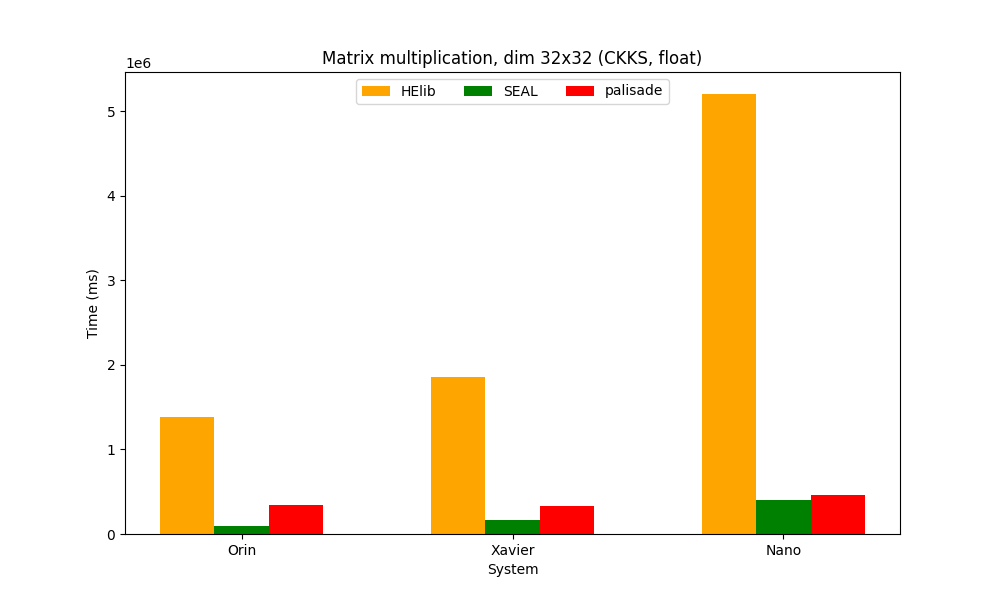 Matrix multiplication, dim 32x32 (CKKS, float)
1e6
HElib SEAL palisade
5
4
3
2
1
0
Time (ms)
Orin Xavier Nano
System